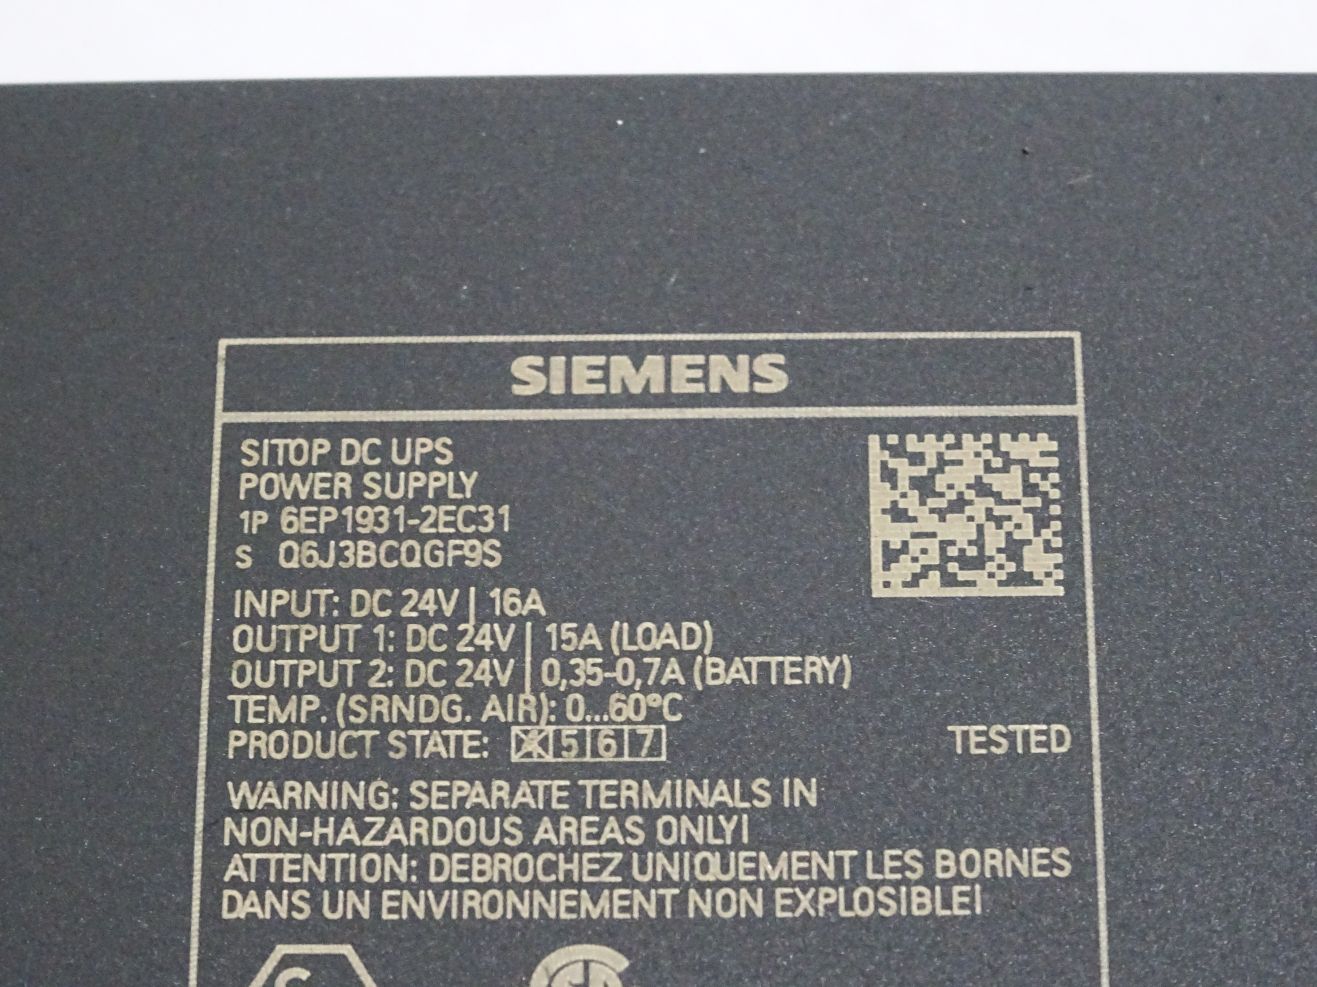 SIEMENS
SITOP DC UPS
POWER SUPPLY
1P 6EP1931-2EC31
S Q6J3BCQGF9S
INPUT: DC 24V | 16A
OUTPUT 1: DC 24V | 15A (LOAD)
OUTPUT 2: DC 24V | 0,35-0,7A (BATTERY)
TEMP. (SRNDG. AIR): 0...60°C
PRODUCT STATE: 4 5 6 7
TESTED
WARNING: SEPARATE TERMINALS IN
NON-HAZARDOUS AREAS ONLY!
ATTENTION: DEBROCHEZ UNIQUEMENT LES BORNES
DANS UN ENVIRONNEMENT NON EXPLOSIBLE!